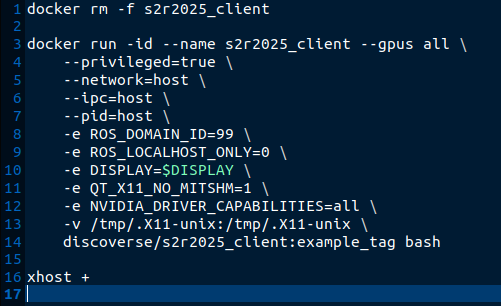 1 docker rm -f s2r2025_client
2
3 docker run -id --name s2r2025_client --gpus all \
4     --privileged=true \
5     --network=host \
6     --ipc=host \
7     --pid=host \
8     -e ROS_DOMAIN_ID=99 \
9     -e ROS_LOCALHOST_ONLY=0 \
10     -e DISPLAY=$DISPLAY \
11     -e QT_X11_NO_MITSHM=1 \
12     -e NVIDIA_DRIVER_CAPABILITIES=all \
13     -v /tmp/.X11-unix:/tmp/.X11-unix \
14     discoverse/s2r2025_client:example_tag bash
15
16 xhost +
17